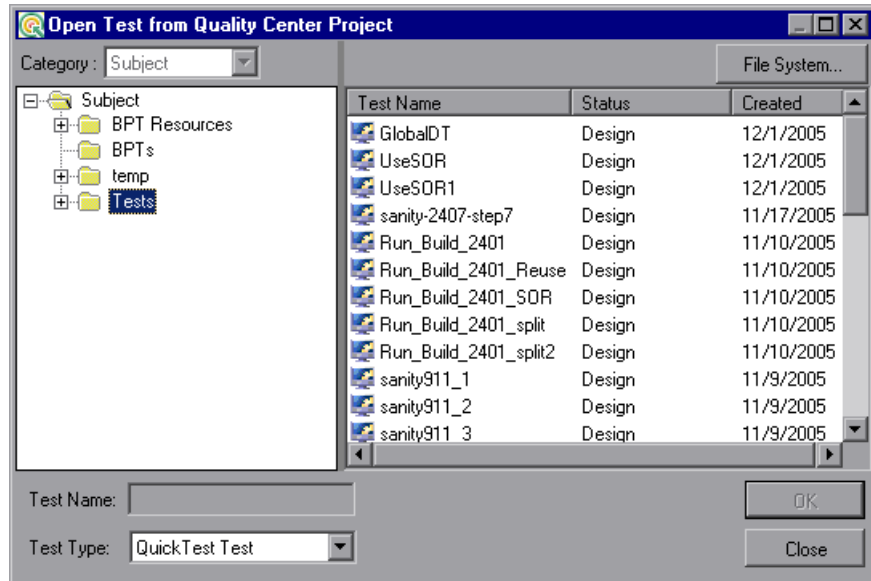 Open Test from Quality Center Project
Category : Subject
File System...
Subject
BPT Resources
BPTs
temp
Tests
Test Name Status Created
GlobalDT Design 12/1/2005
UseSOR Design 12/1/2005
UseSOR1 Design 12/1/2005
sanity-2407-step7 Design 11/17/2005
Run_Build_2401 Design 11/10/2005
Run_Build_2401_Reuse Design 11/10/2005
Run_Build_2401_SOR Design 11/10/2005
Run_Build_2401_split Design 11/10/2005
Run_Build_2401_split2 Design 11/10/2005
sanity911_1 Design 11/9/2005
sanity911_2 Design 11/9/2005
sanity911_3 Design 11/9/2005
Test Name:
OK
Test Type: QuickTest Test
Close